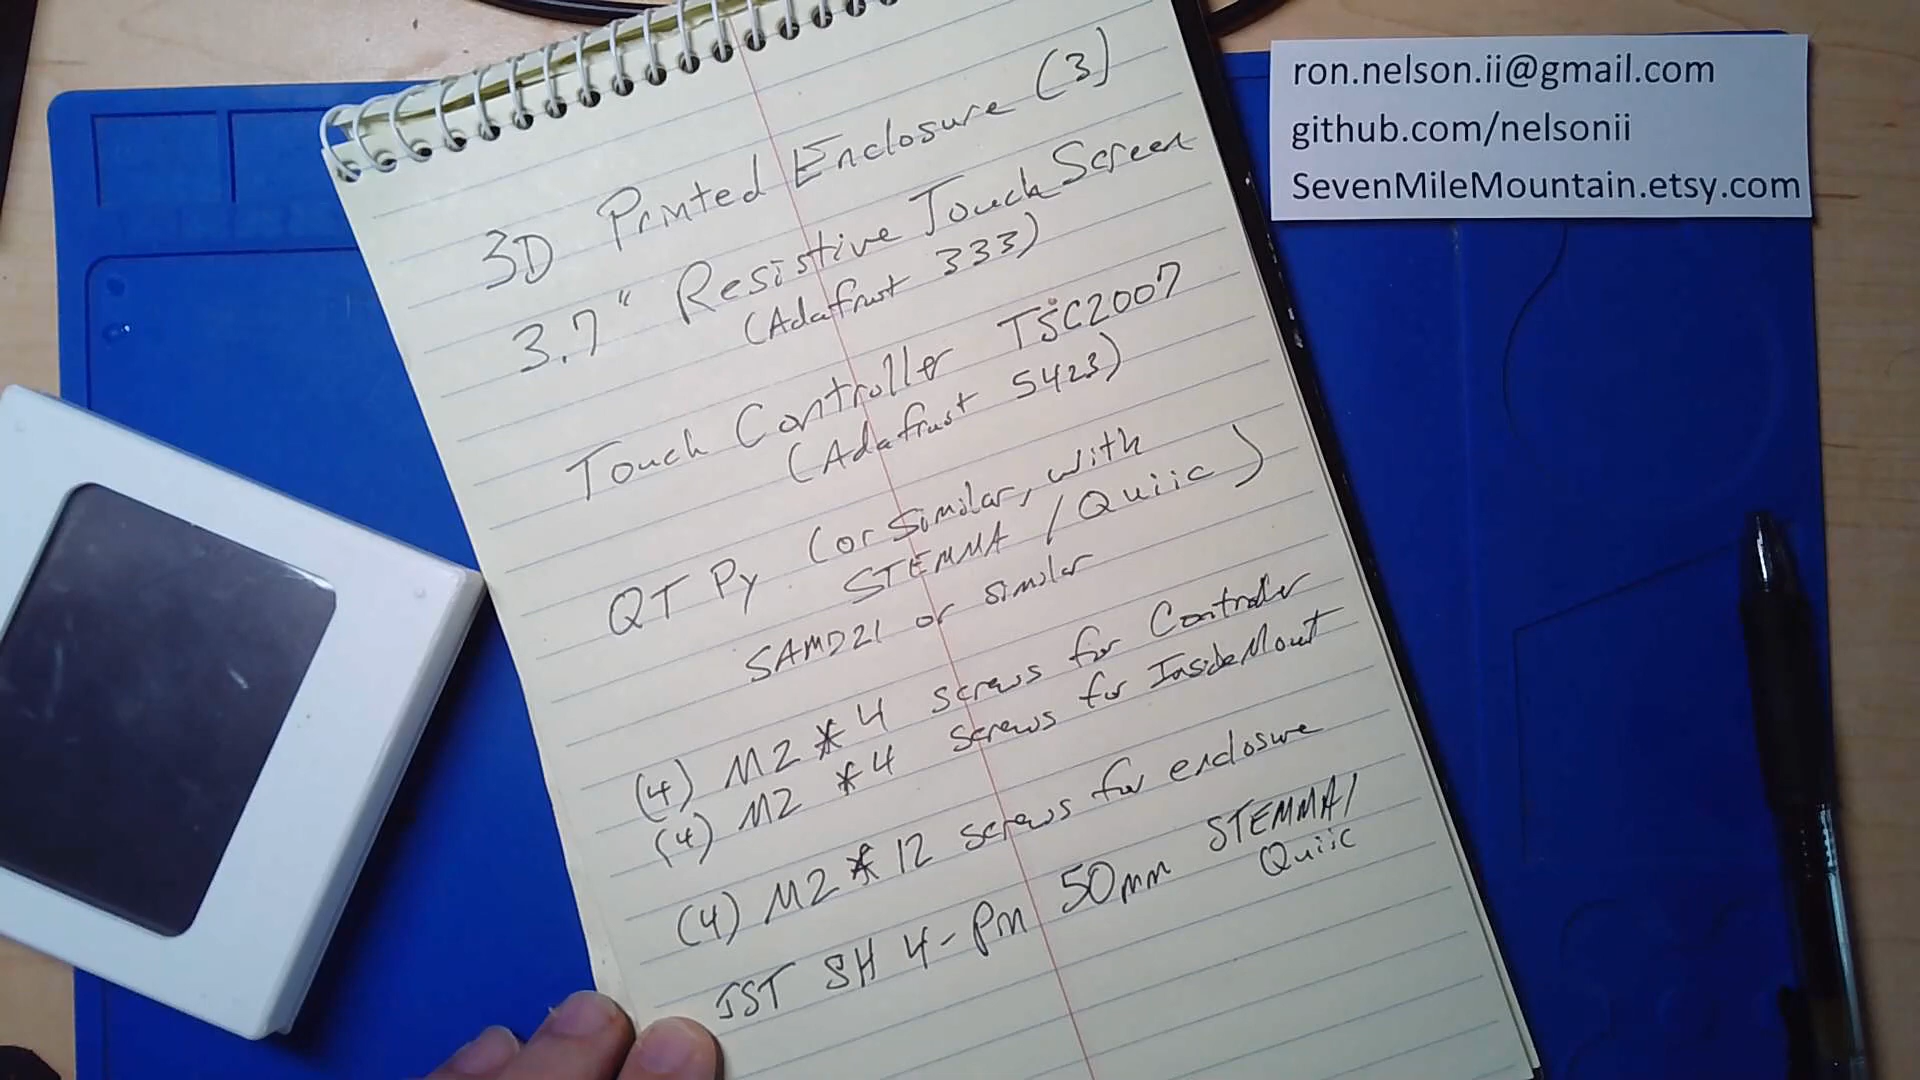 3D Printed Enclosure (3)
3.7" Resistive Touch Screen
(Adafruit 333)
Touch Controller TSC2007
(Adafruit 5423)
QT Py (or similar, with
STEMMA / Quiic)
SAMD21 or similar
(4) M2 * 4 screws for Controller
(4) M2 * 4 screws for Inside Mount
(4) M2 * 12 screws for enclosure
JST SH 4-Pin 50mm STEMMA/
Quiic
ron.nelson.ii@gmail.com
github.com/nelsonii
SevenMileMountain.etsy.com